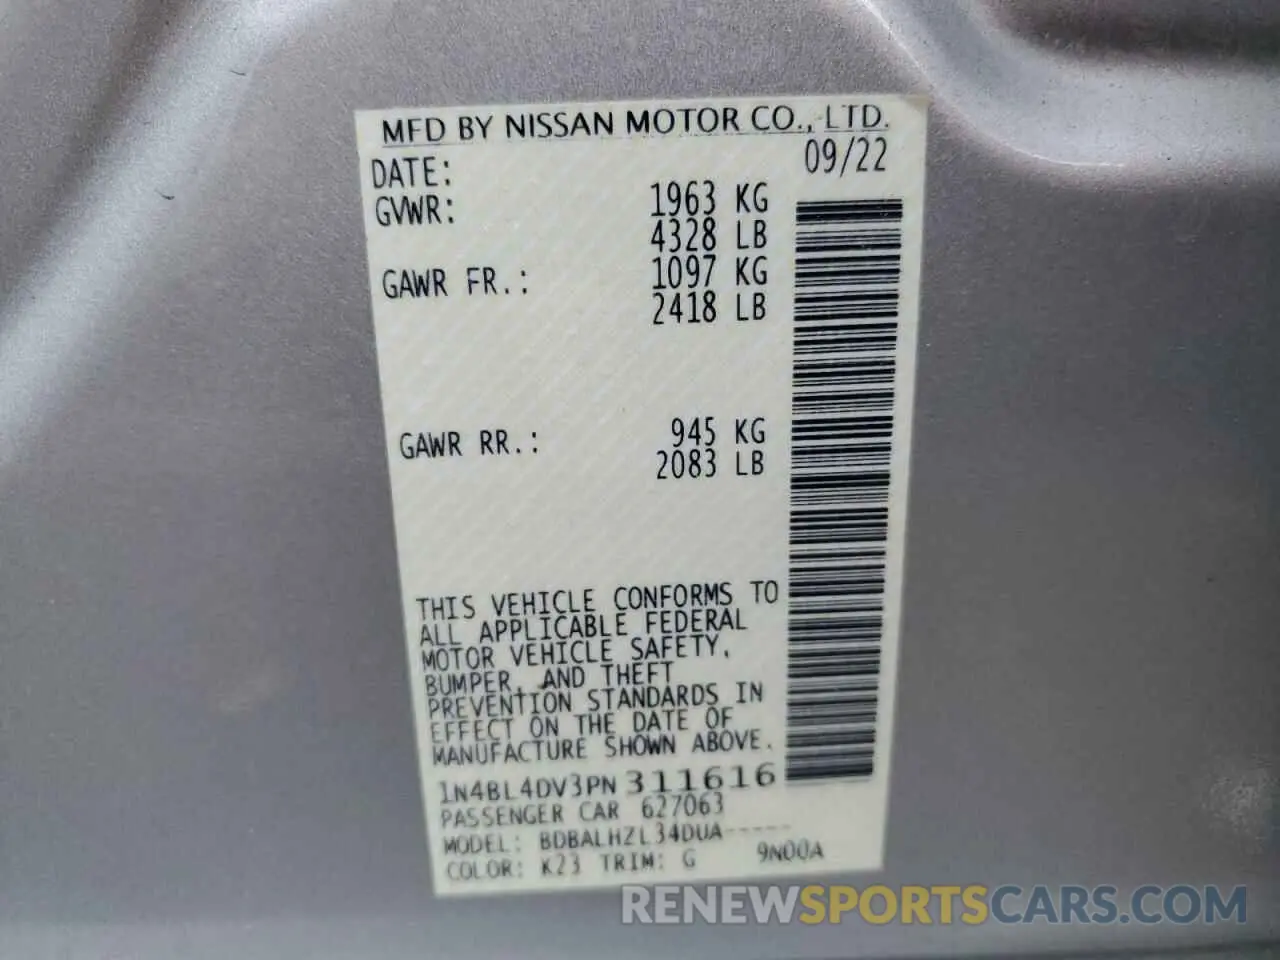 MFD BY NISSAN MOTOR CO., LTD.
DATE: 09/22
GVWR: 1963 KG
4328 LB
GAWR FR.: 1097 KG
2418 LB
GAWR RR.: 945 KG
2083 LB
THIS VEHICLE CONFORMS TO
ALL APPLICABLE FEDERAL
MOTOR VEHICLE SAFETY,
BUMPER, AND THEFT
PREVENTION STANDARDS IN
EFFECT ON THE DATE OF
MANUFACTURE SHOWN ABOVE.
1N4BL4DV3PN311616
PASSENGER CAR 627063
MODEL: BDBALHZL34DUA-----
COLOR: K23 TRIM: G 9N00A
RENEWSPORTSCARS.COM